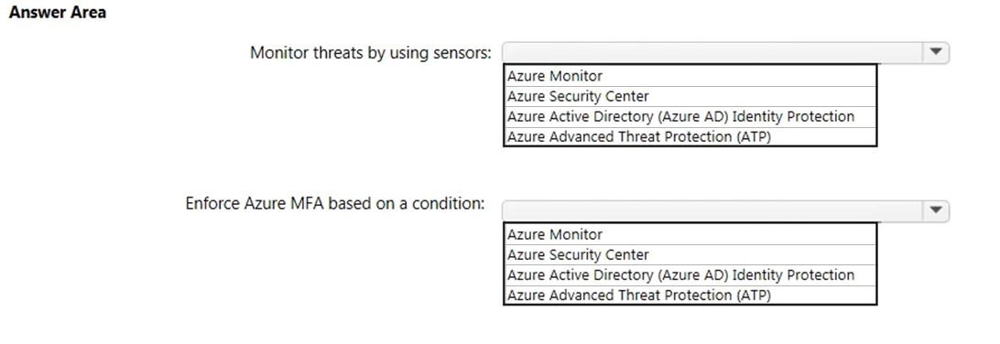 Answer Area
Monitor threats by using sensors:
Azure Monitor
Azure Security Center
Azure Active Directory (Azure AD) Identity Protection
Azure Advanced Threat Protection (ATP)
Enforce Azure MFA based on a condition:
Azure Monitor
Azure Security Center
Azure Active Directory (Azure AD) Identity Protection
Azure Advanced Threat Protection (ATP)